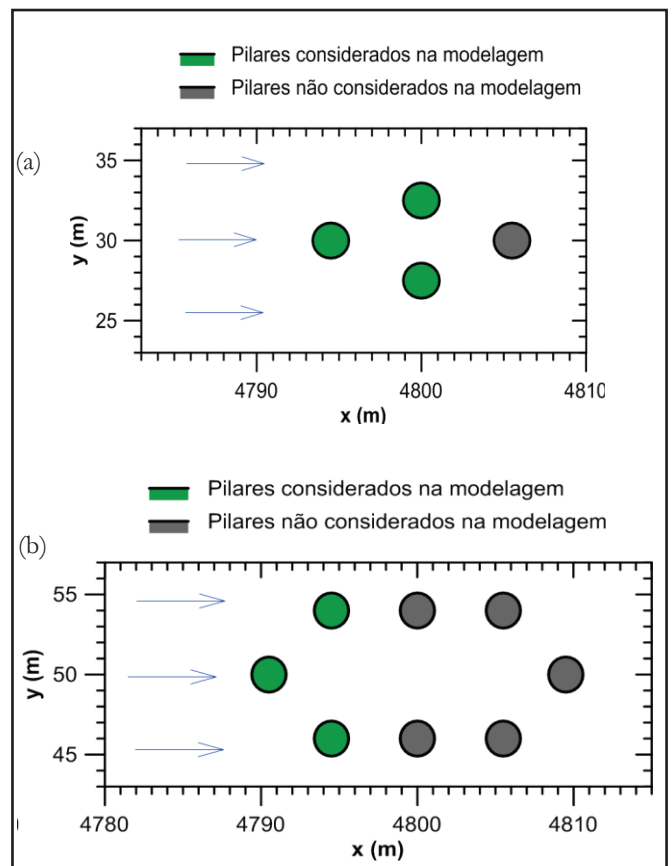 Pilares considerados na modelagem
Pilares não considerados na modelagem
(a)
35
30
25
y (m)
4790 4800 4810
x (m)
Pilares considerados na modelagem
Pilares não considerados na modelagem
(b)
55
50
45
y (m)
4780 4790 4800 4810
x (m)